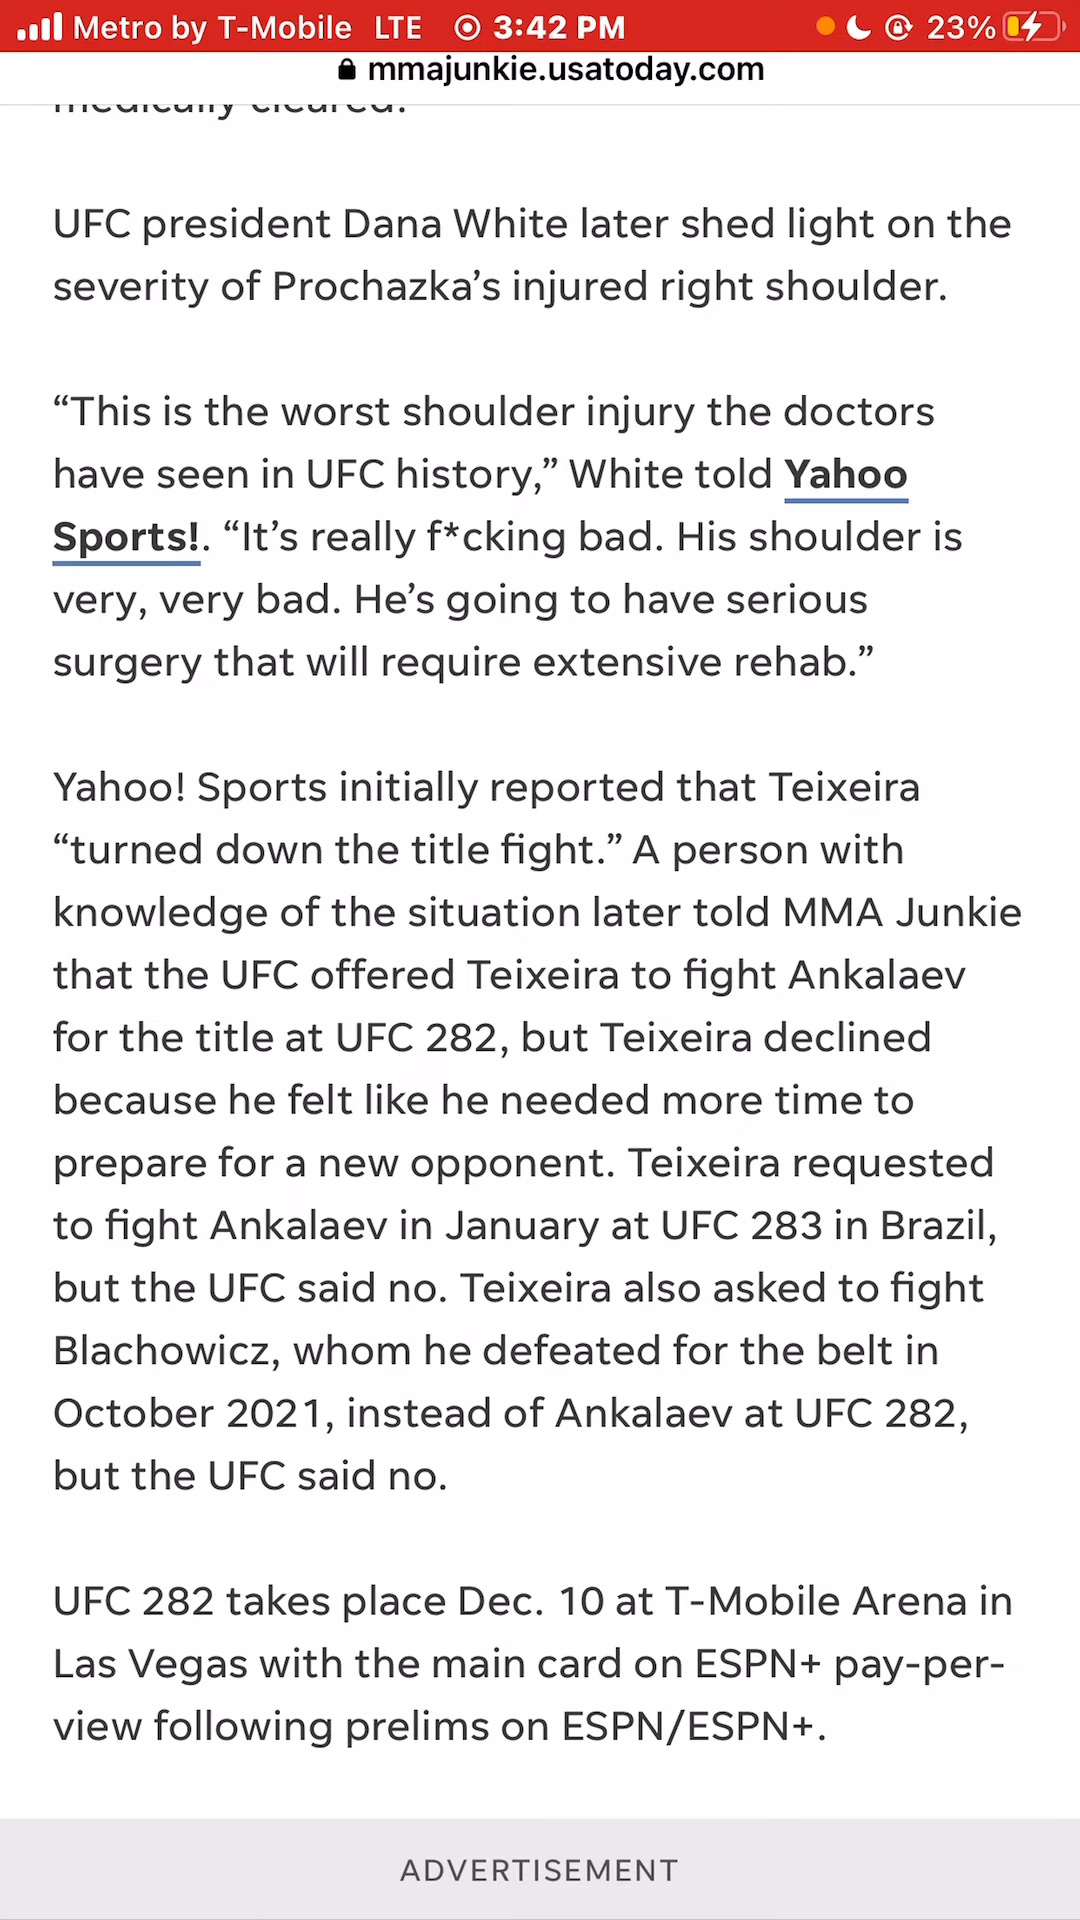 Metro by T-Mobile LTE 3:42 PM 23%
mmajunkie.usatoday.com
medically cleared.
UFC president Dana White later shed light on the
severity of Prochazka’s injured right shoulder.
“This is the worst shoulder injury the doctors
have seen in UFC history,” White told Yahoo
Sports!. “It’s really f*cking bad. His shoulder is
very, very bad. He’s going to have serious
surgery that will require extensive rehab.”
Yahoo! Sports initially reported that Teixeira
“turned down the title fight.” A person with
knowledge of the situation later told MMA Junkie
that the UFC offered Teixeira to fight Ankalaev
for the title at UFC 282, but Teixeira declined
because he felt like he needed more time to
prepare for a new opponent. Teixeira requested
to fight Ankalaev in January at UFC 283 in Brazil,
but the UFC said no. Teixeira also asked to fight
Blachowicz, whom he defeated for the belt in
October 2021, instead of Ankalaev at UFC 282,
but the UFC said no.
UFC 282 takes place Dec. 10 at T-Mobile Arena in
Las Vegas with the main card on ESPN+ pay-per-
view following prelims on ESPN/ESPN+.
ADVERTISEMENT